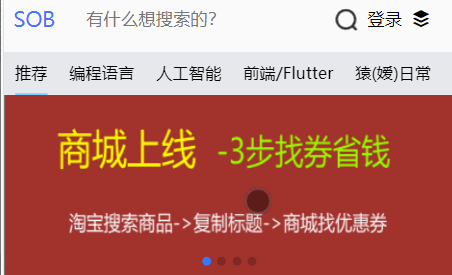 SOB 有什么想搜索的? 登录
推荐 编程语言 人工智能 前端/Flutter 猿(媛)日常
商城上线 -3步找券省钱
淘宝搜索商品->复制标题->商城找优惠券